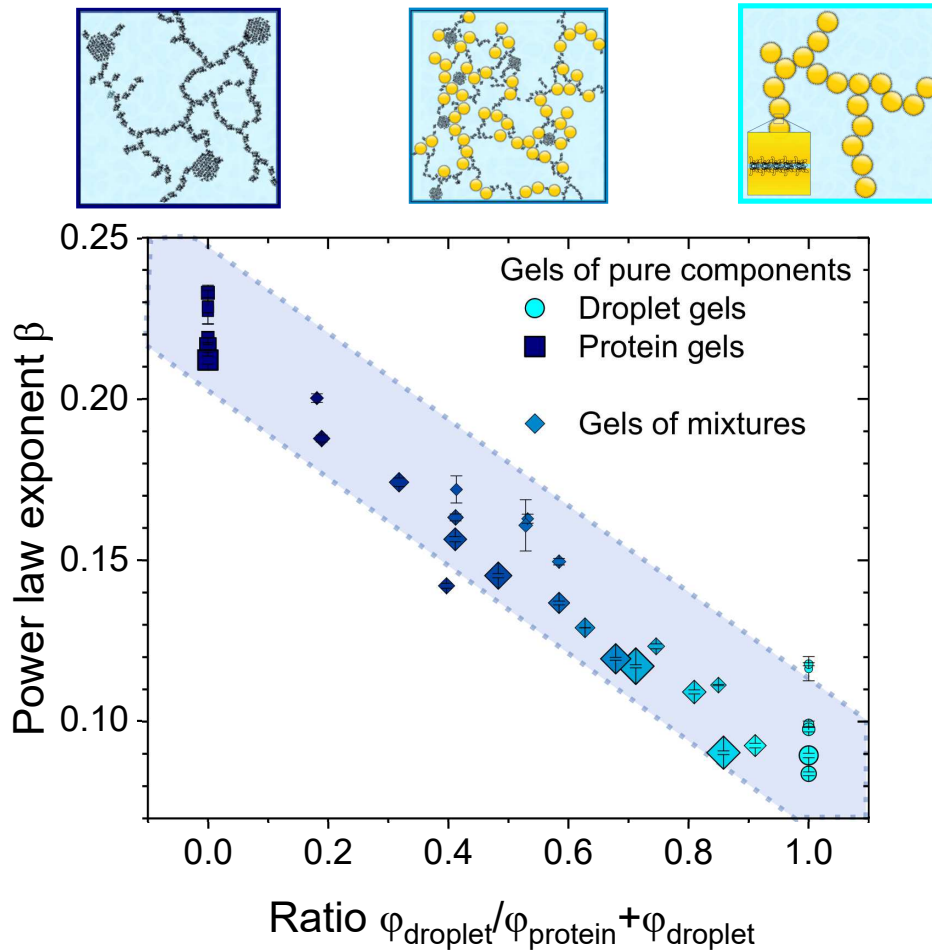 0.25
0.20
0.15
0.10
Power law exponent β
Gels of pure components
Droplet gels
Protein gels
Gels of mixtures
0.0 0.2 0.4 0.6 0.8 1.0
Ratio φdroplet/φprotein+φdroplet